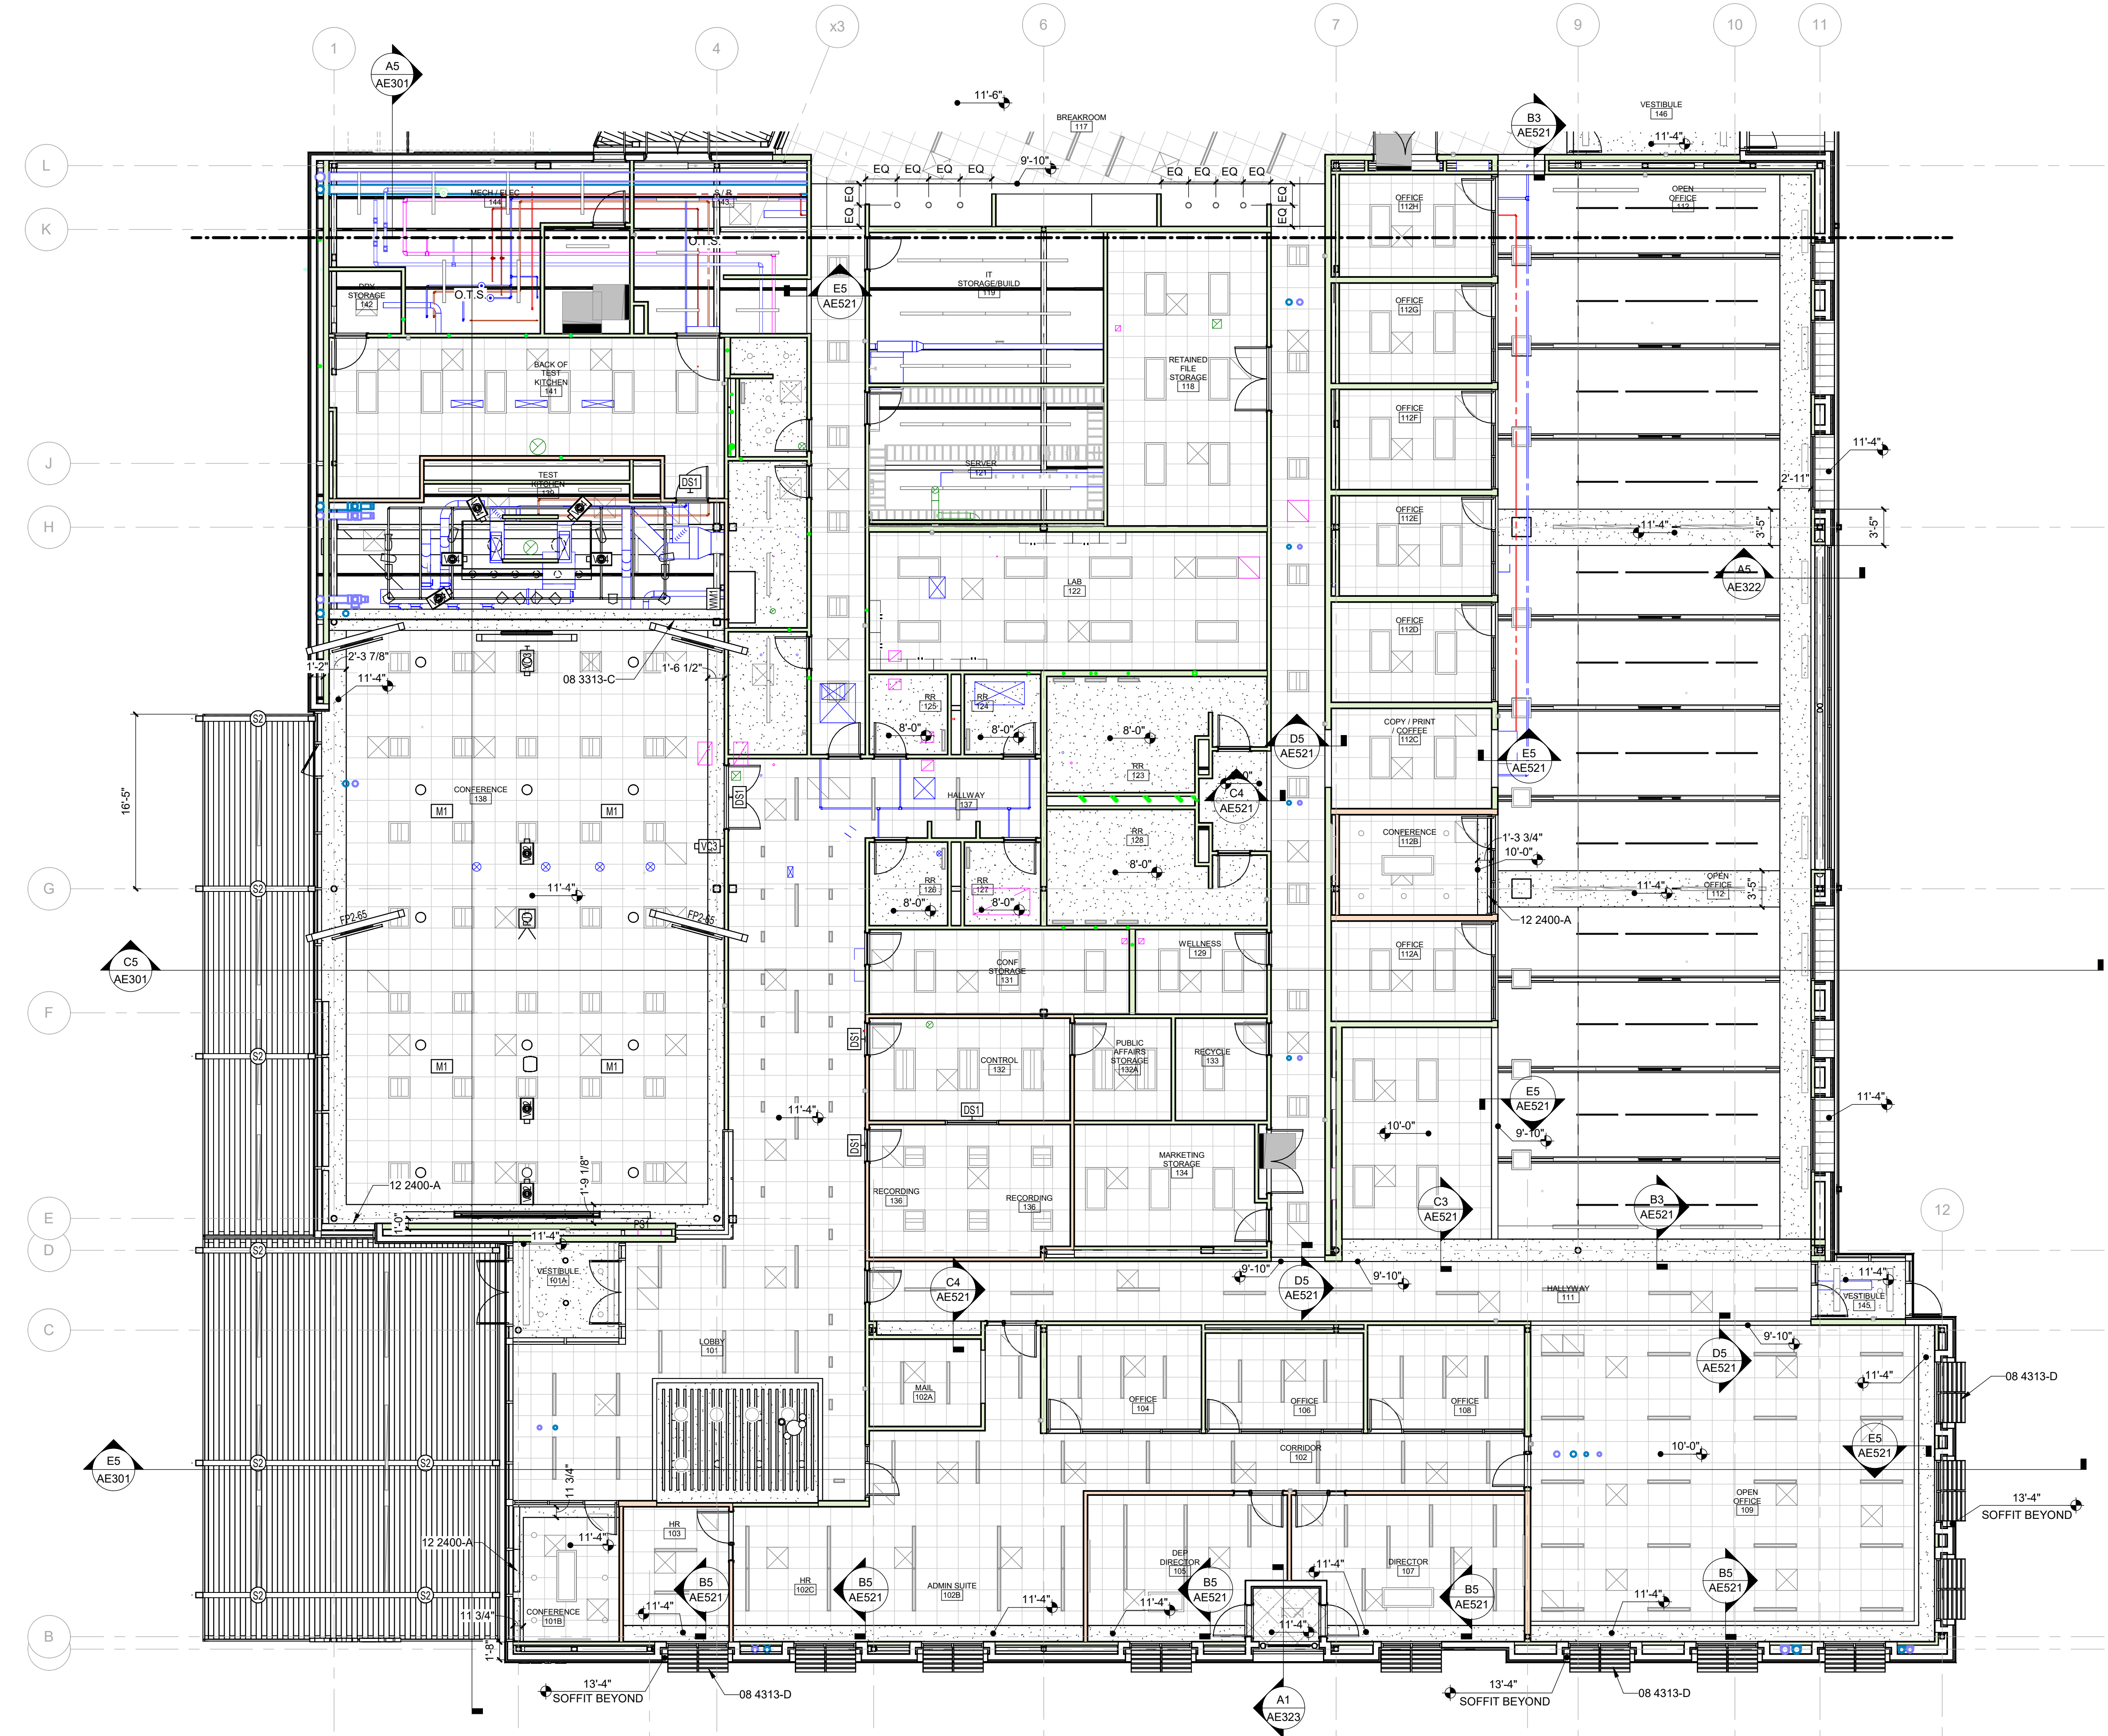 1
4
x3
6
7
9
10
11
A5
AE301
11'-6"
BREAKROOM
117
B3
AE521
VESTIBULE
146
11'-4"
L
EQ
EQ
EQ
EQ
9'-10"
EQ
EQ
EQ
EQ
EQ
EQ
EQ
EQ
MECH / ELEC
144
143
OFFICE
112H
OPEN
OFFICE
112
K
O.T.S.
DRY
STORAGE
142
O.T.S.
E5
AE521
IT
STORAGE/BUILD
119
OFFICE
112G
BACK OF
TEST
KITCHEN
141
RETAINED
FILE
STORAGE
118
OFFICE
112F
11'-4"
J
TEST
KITCHEN
139
DS1
SERVER
121
2'-11"
OFFICE
112E
H
11'-4"
3'-5"
3'-5"
A5
AE322
LAB
122
WM1
OFFICE
112D
1'-2"
2'-3 7/8"
11'-4"
VC3
1'-6 1/2"
08 3313-C
RR
125
RR
124
8'-0"
8'-0"
8'-0"
COPY / PRINT
/ COFFEE
112C
S2
D5
AE521
E5
AE521
16'-5"
CONFERENCE
138
M1
M1
DS1
HALLWAY
137
RR
123
C4
AE521
VC3
RR
128
CONFERENCE
112B
1'-3 3/4"
10'-0"
8'-0"
G
S2
11'-4"
RR
126
RR
127
8'-0"
8'-0"
11'-4"
OPEN
OFFICE
112
3'-5"
12 2400-A
FP2-65
FP2-65
C5
AE301
CONF
STORAGE
131
WELLNESS
129
OFFICE
112A
F
S2
DS1
CONTROL
132
PUBLIC
AFFAIRS
STORAGE
132A
RECYCLE
133
M1
M1
E5
AE521
DS1
11'-4"
DS1
10'-0"
9'-10"
11'-4"
12 2400-A
1'-9 1/8"
RECORDING
136
RECORDING
136
MARKETING
STORAGE
134
C3
AE521
B3
AE521
12
E
1'-0"
D
S2
11'-4"
VESTIBULE
101A
C4
AE521
9'-10"
D5
AE521
9'-10"
HALLYWAY
111
11'-4"
VESTIBULE
145
C
LOBBY
101
9'-10"
D5
AE521
11'-4"
08 4313-D
MAIL
102A
OFFICE
104
OFFICE
106
OFFICE
108
E5
AE301
S2
S2
CORRIDOR
102
10'-0"
E5
AE521
11 3/4"
OPEN
OFFICE
109
13'-4"
SOFFIT BEYOND
12 2400-A
11'-4"
HR
103
DEP
DIRECTOR
105
11'-4"
DIRECTOR
107
S2
S2
B5
AE521
HR
102C
B5
AE521
ADMIN SUITE
102B
B5
AE521
B5
AE521
B5
AE521
11 3/4"
CONFERENCE
101B
11'-4"
11'-4"
11'-4"
11'-4"
11'-4"
B
1'-8"
13'-4"
SOFFIT BEYOND
08 4313-D
A1
AE323
13'-4"
SOFFIT BEYOND
08 4313-D